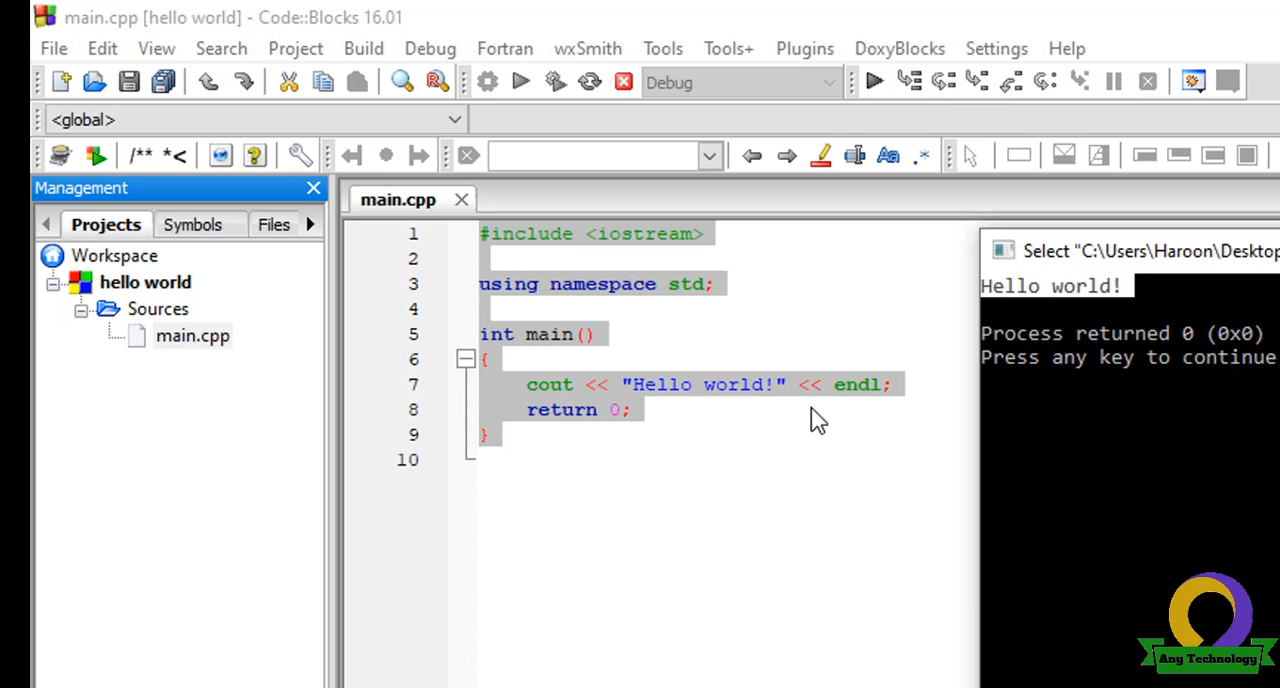 main.cpp [hello world] - Code::Blocks 16.01
File Edit View Search Project Build Debug Fortran wxSmith Tools Tools+ Plugins DoxyBlocks Settings Help
Debug
<global>
/** *<
Aa .*
Management
main.cpp
Projects Symbols Files
Workspace
hello world
Sources
main.cpp
1 #include <iostream>
2
3 using namespace std;
4
5 int main()
6 {
7 cout << "Hello world!" << endl;
8 return 0;
9 }
10
Select "C:\Users\Haroon\Desktop
Hello world!
Process returned 0 (0x0)
Press any key to continue
Any Technology